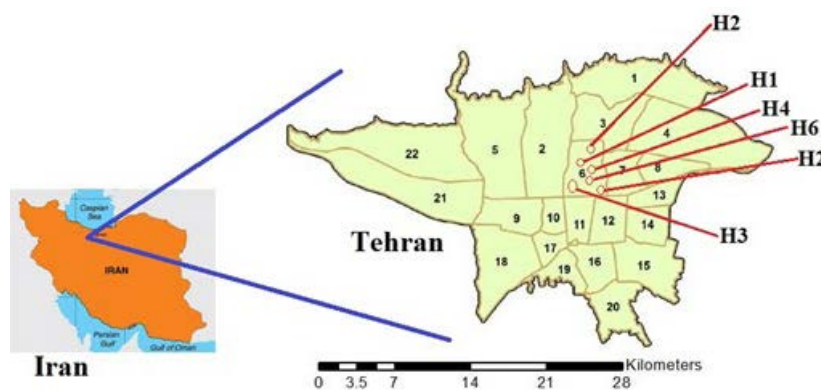 H2
H1
H4
H6
H2
H3
1
3
4
22
5
2
6
7
8
21
13
9
10
11
12
14
17
18
19
16
15
20
Tehran
Caspian
Sea
IRAN
Persian
Gulf
Gulf of Oman
Iran
Kilometers
0 3.5 7 14 21 28